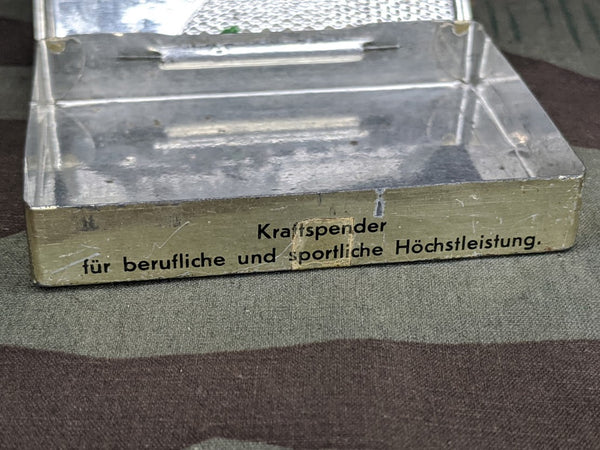 Kraftspender
für berufliche und sportliche Höchstleistung.